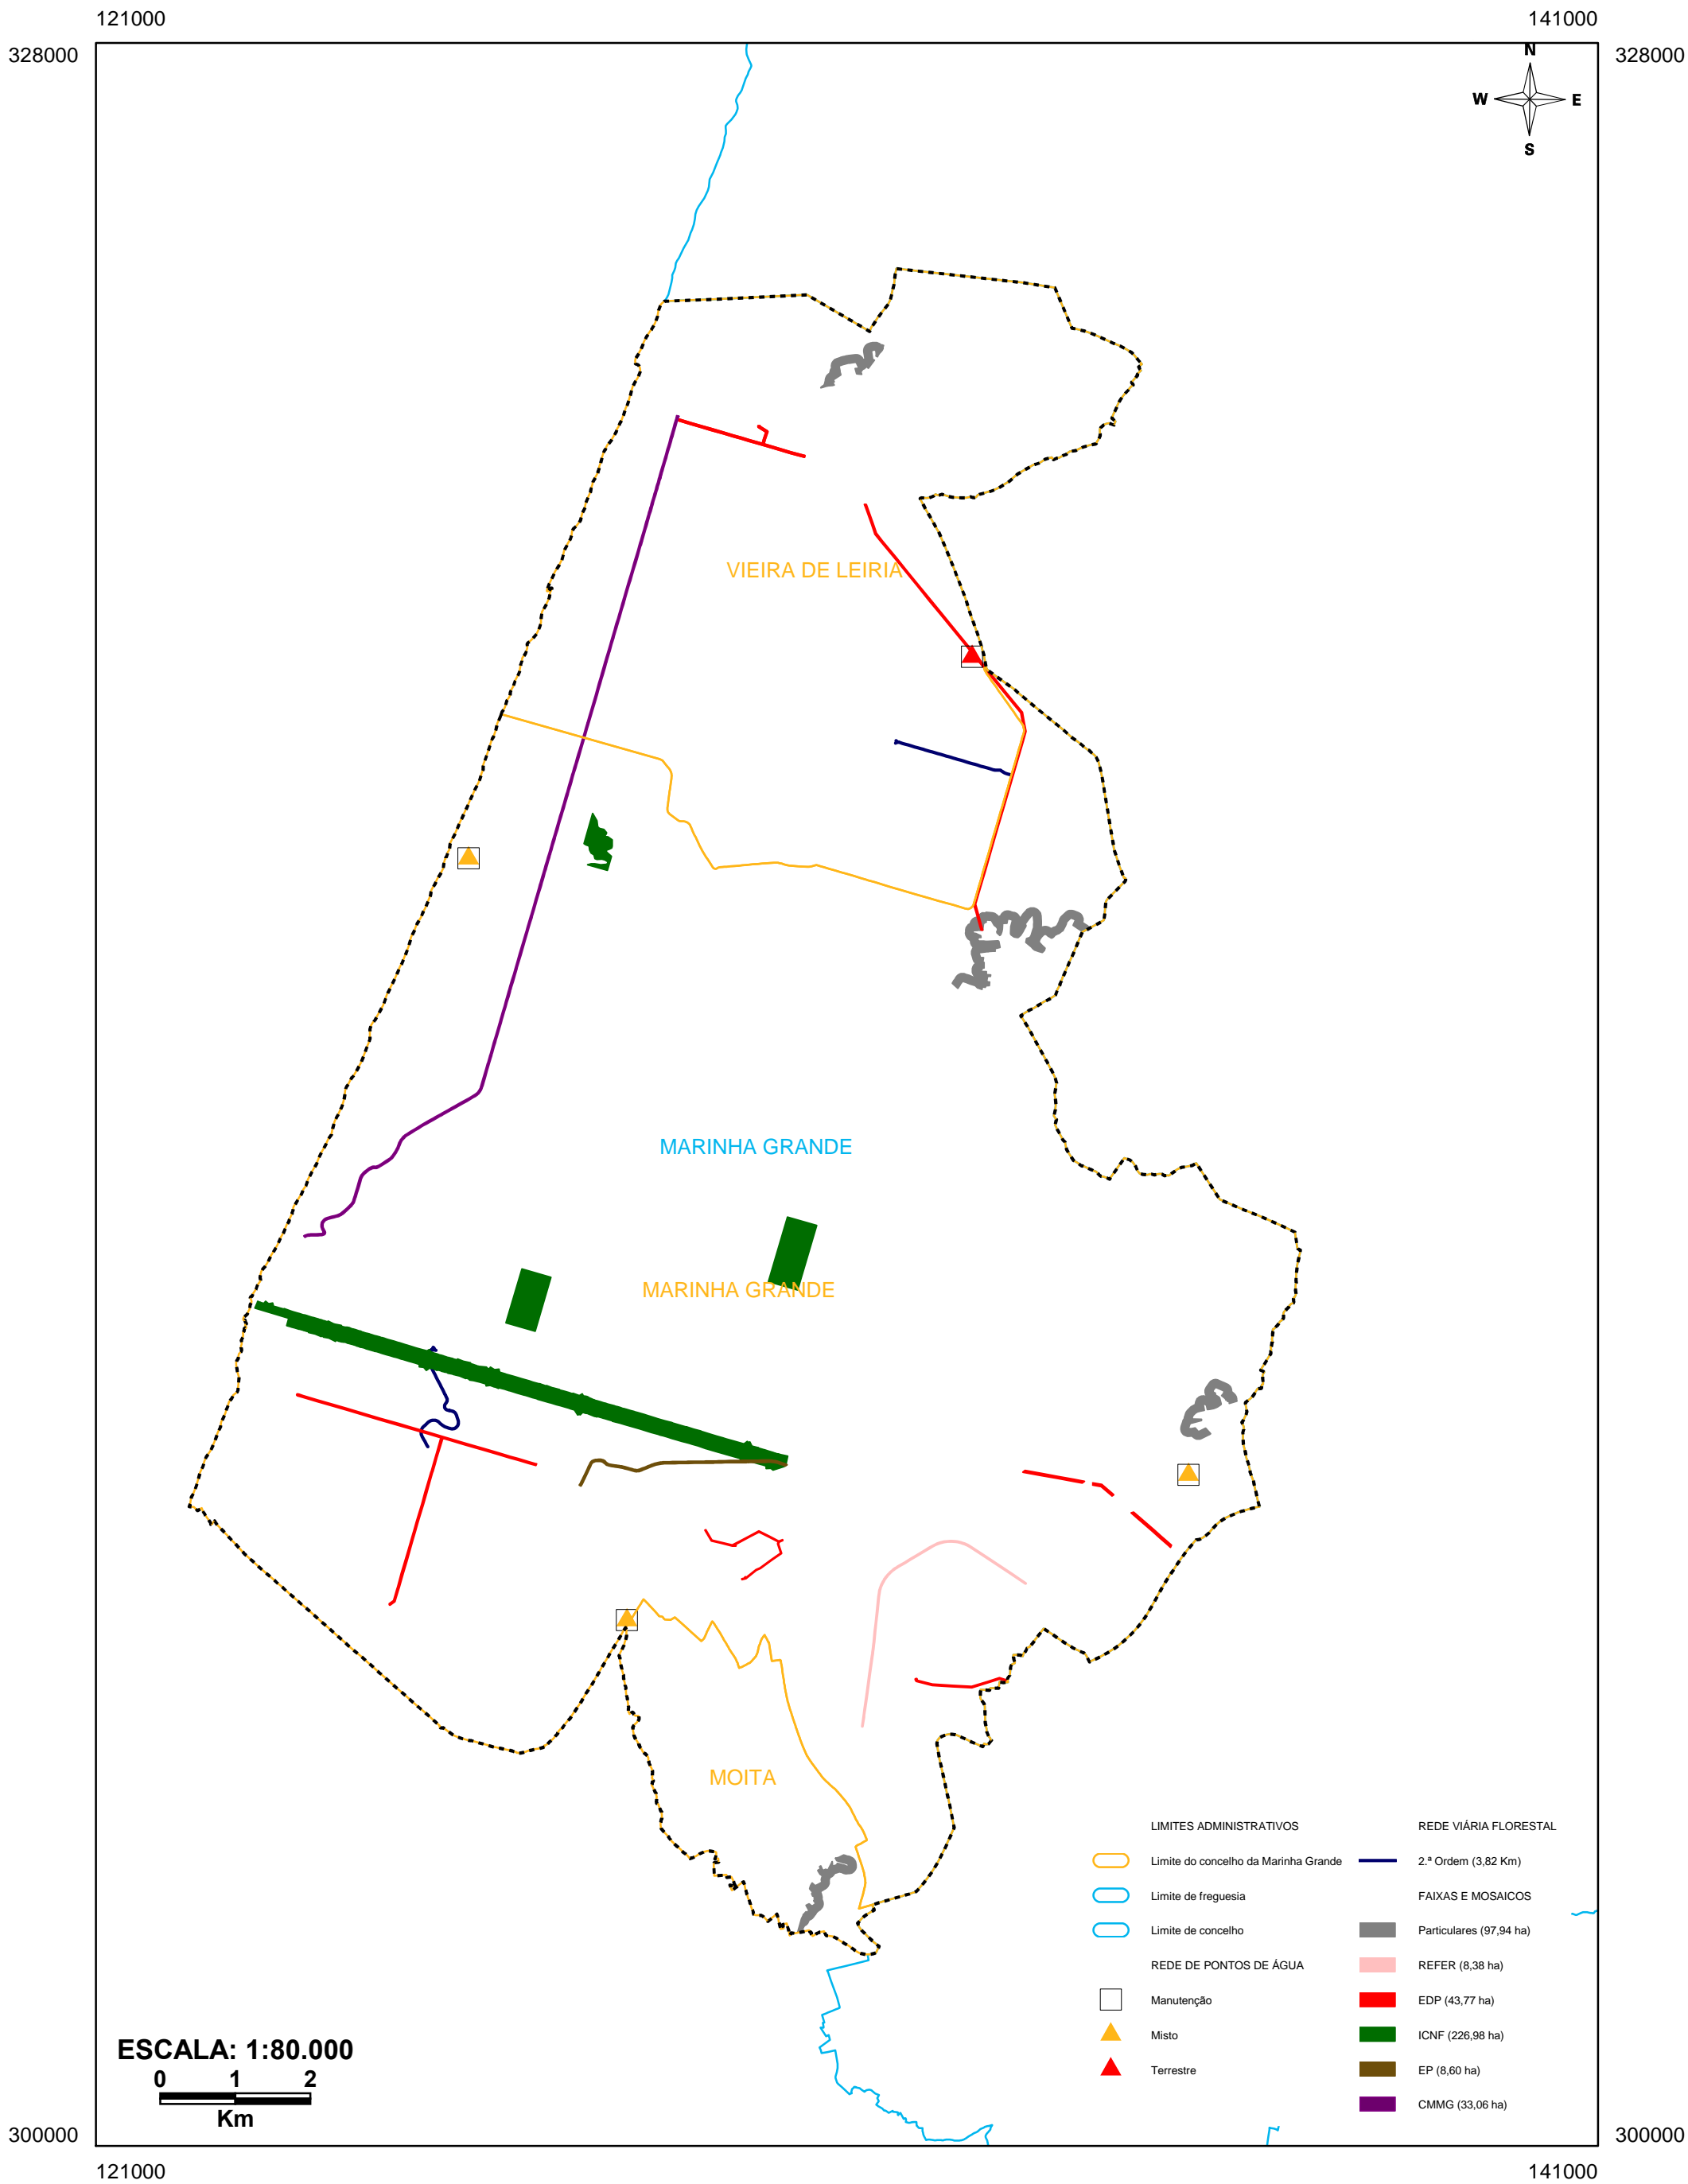 121000
141000
328000
328000
N
W
E
S
VIEIRA DE LEIRIA
MARINHA GRANDE
MARINHA GRANDE
MOITA
LIMITES ADMINISTRATIVOS
Limite do concelho da Marinha Grande
Limite de freguesia
Limite de concelho
REDE DE PONTOS DE ÁGUA
Manutenção
Misto
Terrestre
REDE VIÁRIA FLORESTAL
2.ª Ordem (3,82 Km)
FAIXAS E MOSAICOS
Particulares (97,94 ha)
REFER (8,38 ha)
EDP (43,77 ha)
ICNF (226,98 ha)
EP (8,60 ha)
CMMG (33,06 ha)
ESCALA: 1:80.000
0 1 2
Km
300000
300000
121000
141000